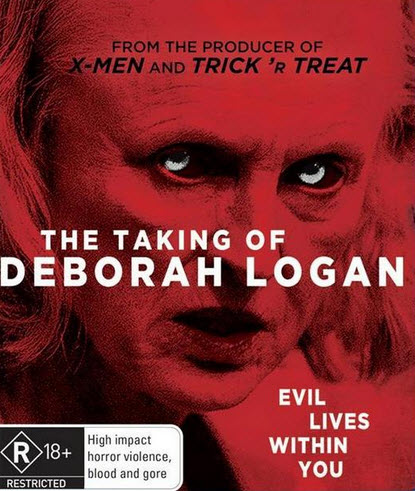 FROM THE PRODUCER OF
X-MEN AND TRICK 'R TREAT
THE TAKING OF
DEBORAH LOGAN
EVIL
LIVES
WITHIN
YOU
R 18+
RESTRICTED
High impact
horror violence,
blood and gore